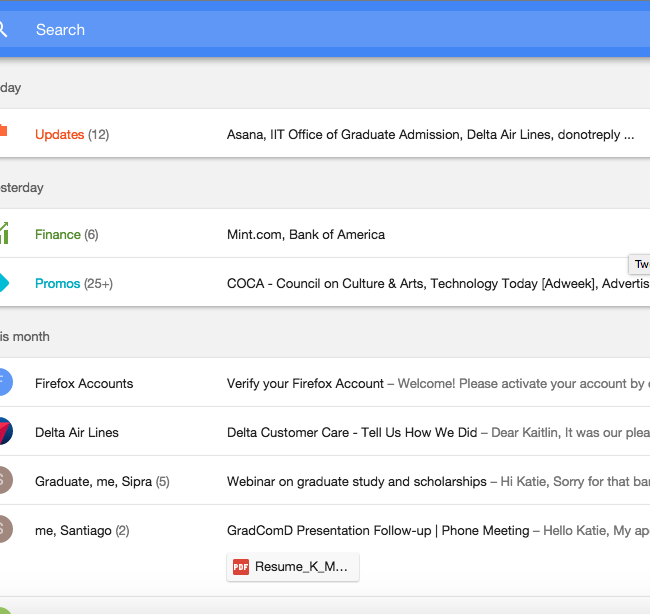 Search
day
Updates (12) Asana, IIT Office of Graduate Admission, Delta Air Lines, donotreply ...
sterday
Finance (6) Mint.com, Bank of America
Tw
Promos (25+) COCA - Council on Culture & Arts, Technology Today [Adweek], Advertis
is month
Firefox Accounts Verify your Firefox Account – Welcome! Please activate your account by c
Delta Air Lines Delta Customer Care - Tell Us How We Did – Dear Kaitlin, It was our plea
S Graduate, me, Sipra (5) Webinar on graduate study and scholarships – Hi Katie, Sorry for that bar
S me, Santiago (2) GradComD Presentation Follow-up | Phone Meeting – Hello Katie, My ap
PDF Resume_K_M...